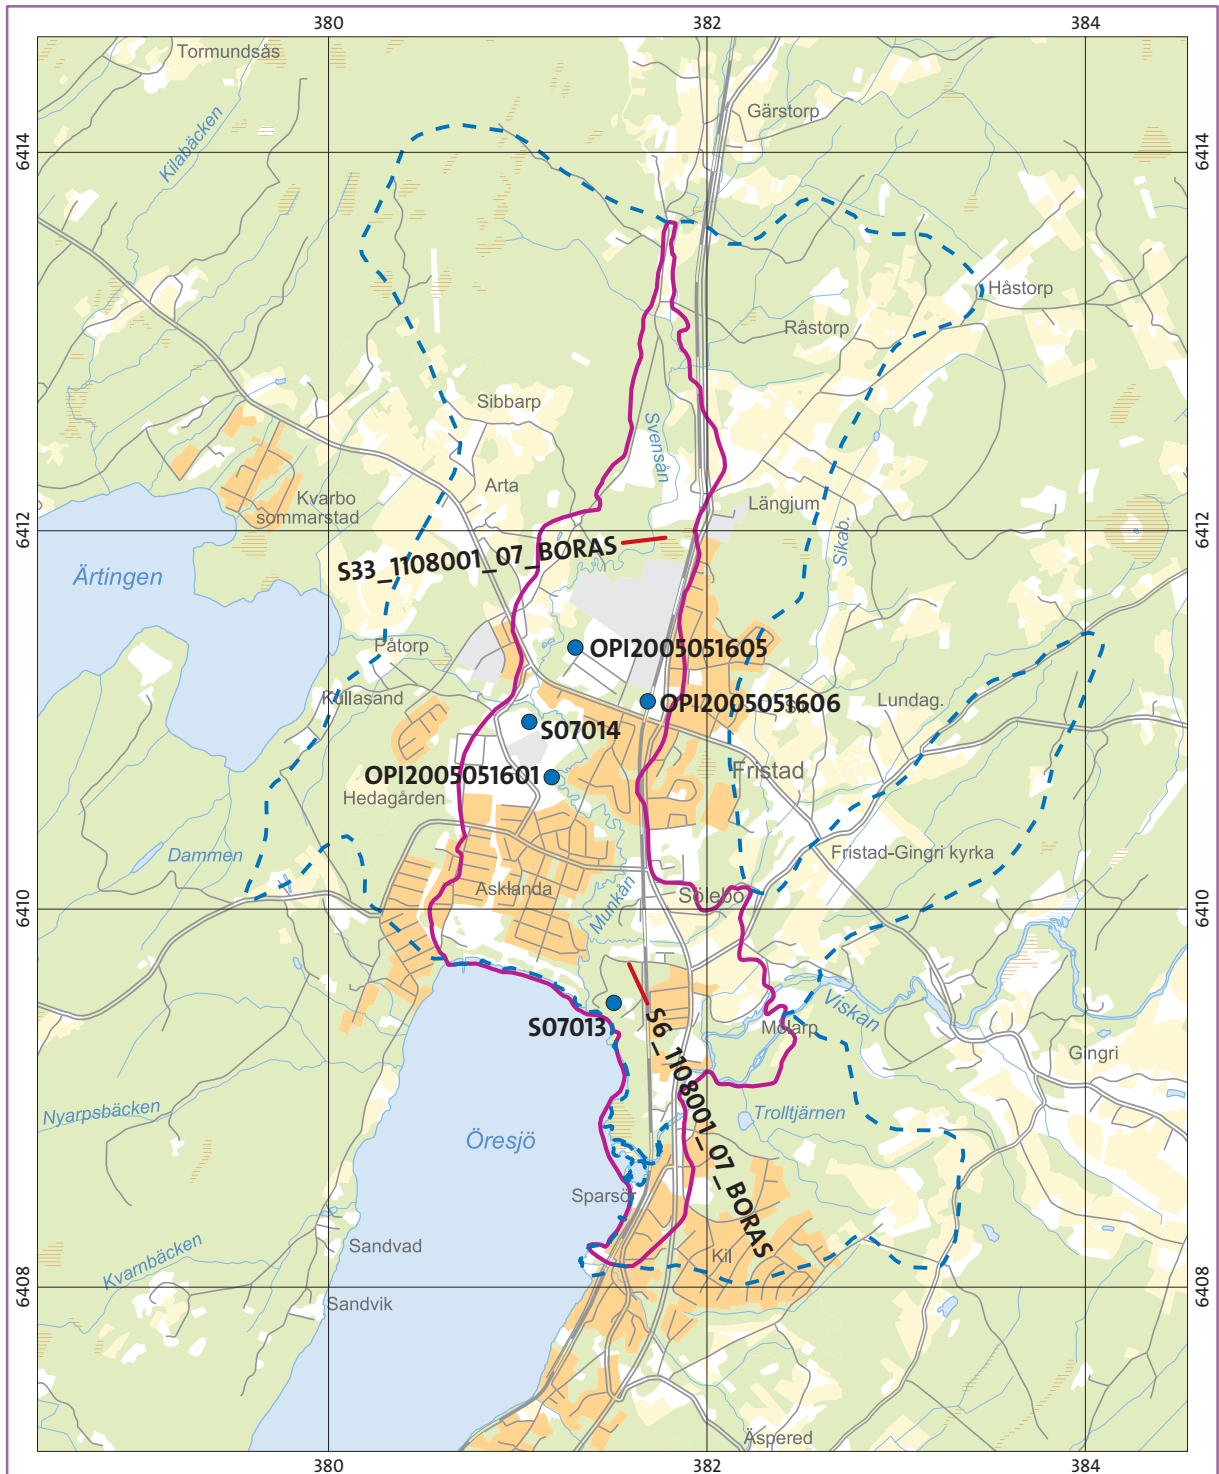 380
382
384
Tormundsås
Gärstorp
Kilabäcken
6414
6414
Håstorp
Råstorp
Sibbarp
Svensån
Arta
Kvarbo
sommarstad
Längjum
6412
6412
Sikab.
S33_1108001_07_BORAS
Ärtingen
Påtorp
OPI2005051605
Kullasand
OPI2005051606
Sik
Lundag.
S07014
OPI2005051601
Fristad
Hedagården
Dammen
Fristad-Gingri kyrka
Asklanda
Sölebo
Munkån
6410
6410
Viskan
S07013
Mölarp
S6_1108001_07_BORAS
Gingri
Nyarpsbäcken
Trolltjärnen
Öresjö
Sparsör
Sandvad
Kil
Kvarnbäcken
6408
6408
Sandvik
Äspered
380
382
384